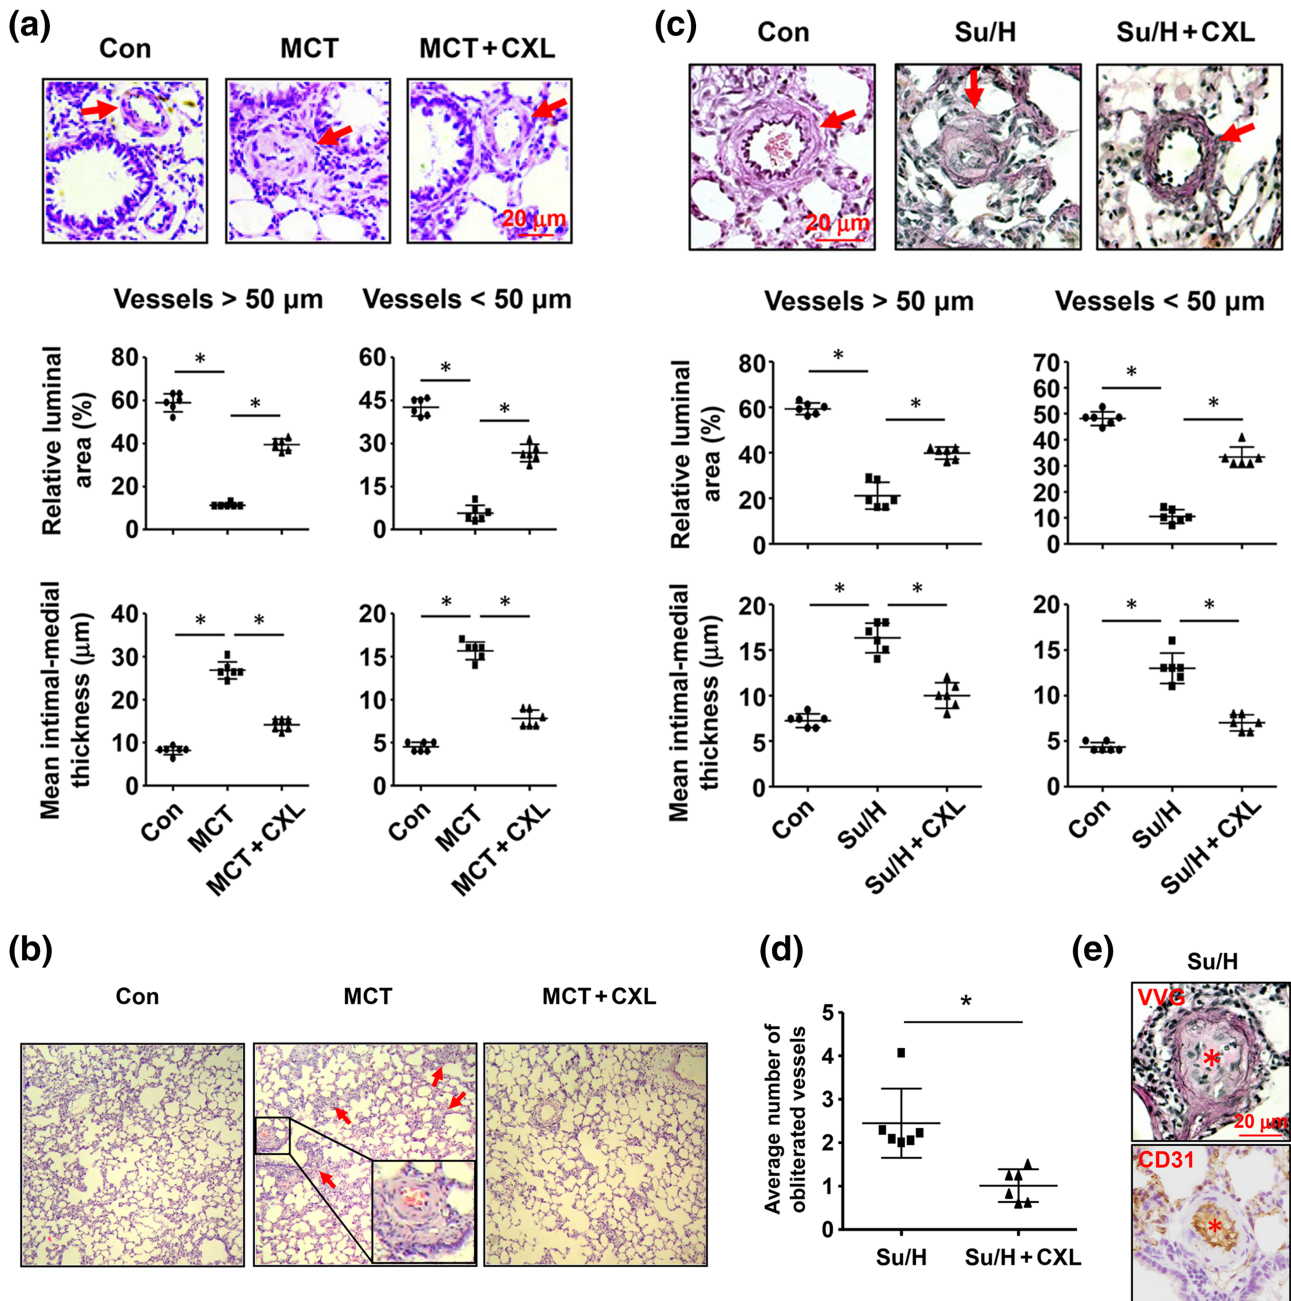 (a)
Con MCT MCT+CXL
20 μm
Vessels > 50 μm Vessels < 50 μm
Relative luminal
area (%)
80
60
40
20
0
* *
60
45
30
15
0
* *
Mean intimal-medial
thickness (μm)
40
30
20
10
0
* *
20
15
10
5
0
* *
Con MCT MCT+CXL
Con MCT MCT+CXL
(c)
Con Su/H Su/H+CXL
20 μm
Vessels > 50 μm Vessels < 50 μm
Relative luminal
area (%)
80
60
40
20
0
* *
70
60
50
40
30
20
10
0
* *
Mean intimal-medial
thickness (μm)
20
15
10
5
0
* *
20
15
10
5
0
* *
Con Su/H Su/H+CXL
Con Su/H Su/H+CXL
(b)
Con MCT MCT+CXL
(d)
Average number of
obliterated vessels
5
4
3
2
1
0
*
Su/H Su/H+CXL
(e)
Su/H
VVG
*
20 μm
CD31
*